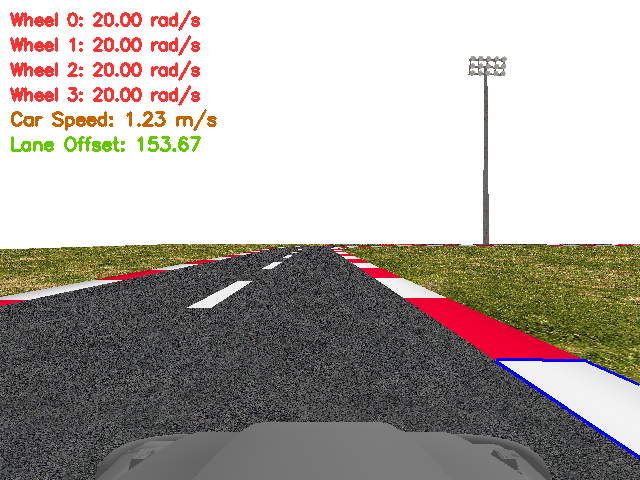 Wheel 0: 20.00 rad/s
Wheel 1: 20.00 rad/s
Wheel 2: 20.00 rad/s
Wheel 3: 20.00 rad/s
Car Speed: 1.23 m/s
Lane Offset: 153.67